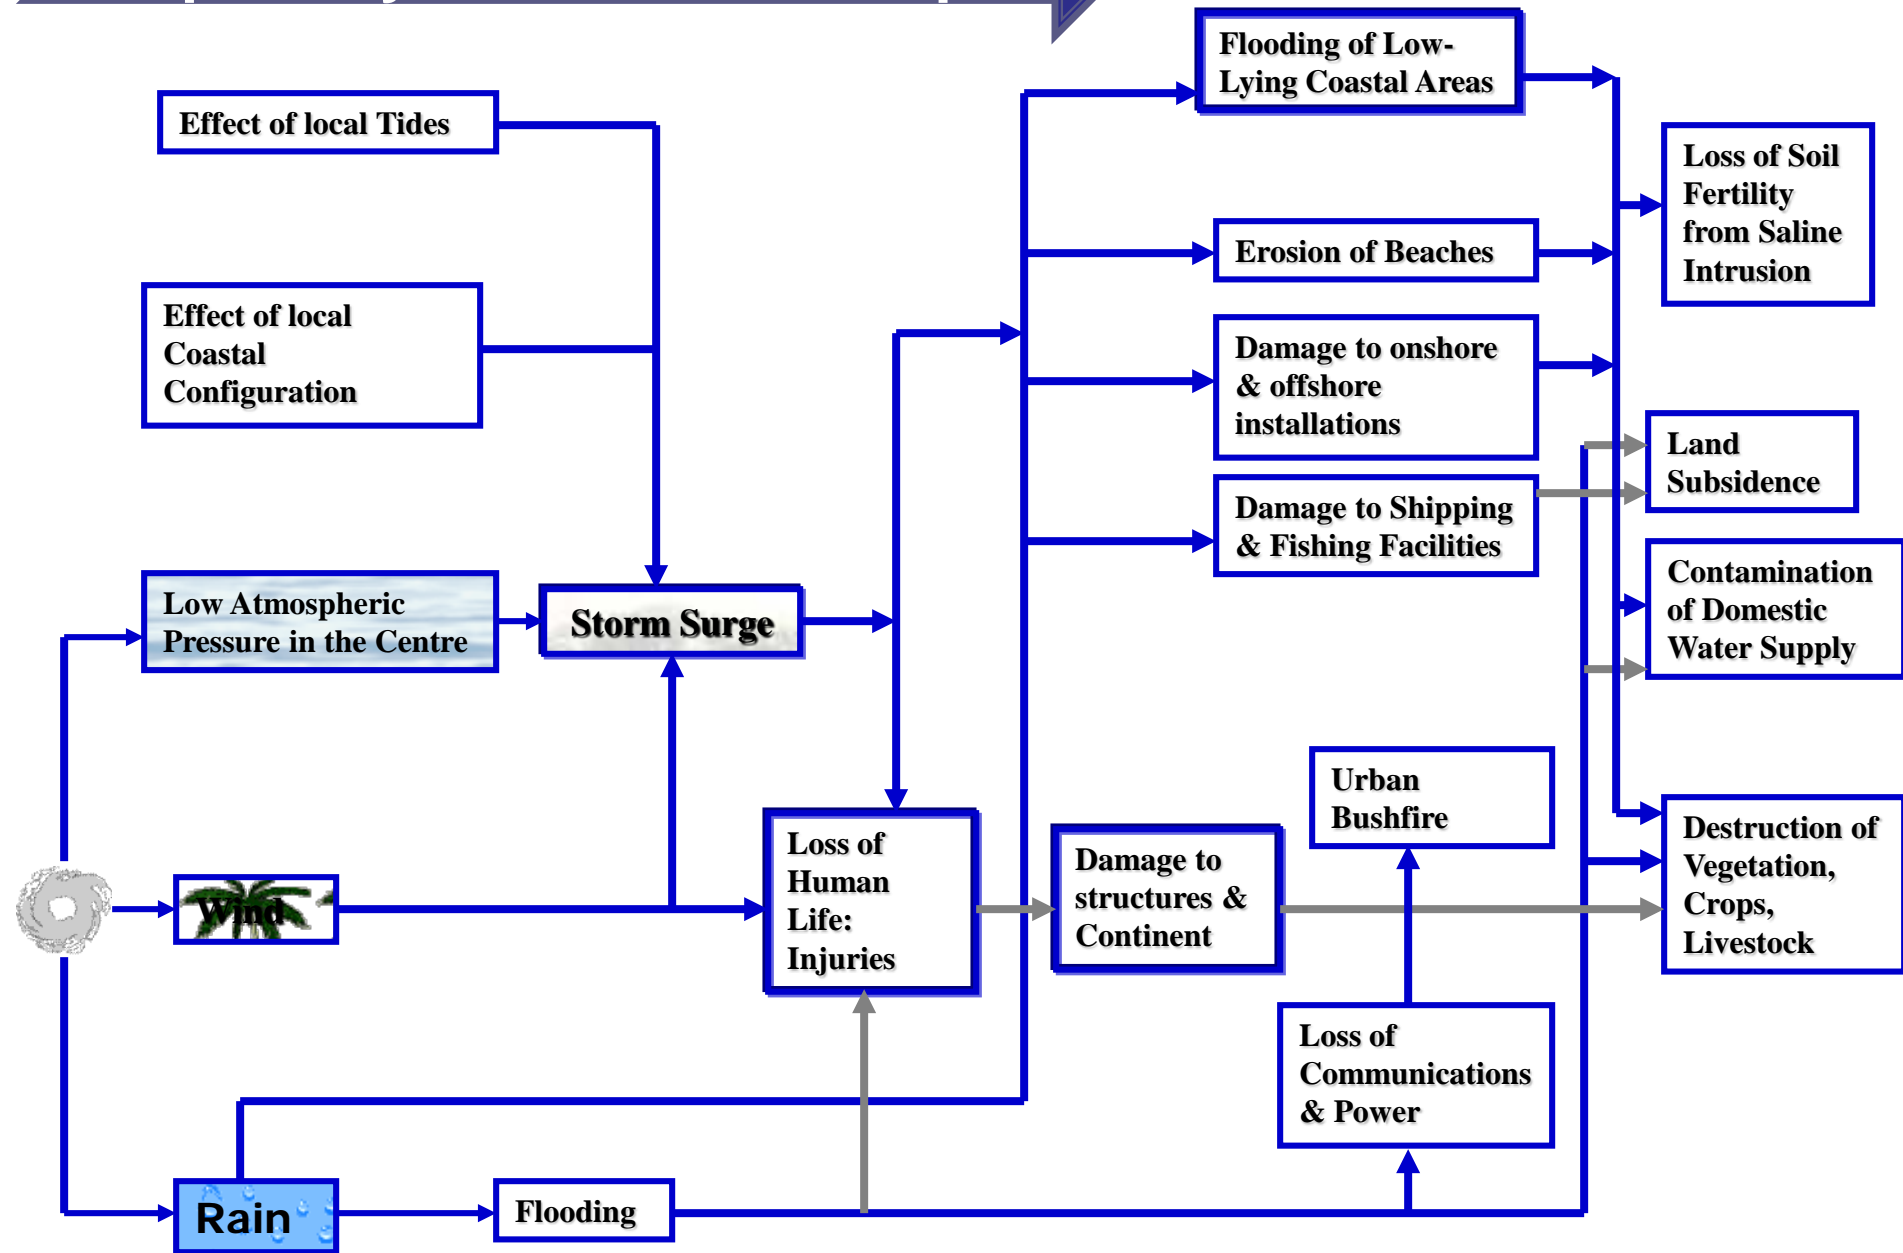 Flooding of Low-
Lying Coastal Areas
Effect of local Tides
Loss of Soil
Fertility
from Saline
Intrusion
Erosion of Beaches
Effect of local
Coastal
Configuration
Damage to onshore
& offshore
installations
Land
Subsidence
Damage to Shipping
& Fishing Facilities
Contamination
of Domestic
Water Supply
Low Atmospheric
Pressure in the Centre
Storm Surge
Urban
Bushfire
Loss of
Human
Life:
Injuries
Damage to
structures &
Continent
Destruction of
Vegetation,
Crops,
Livestock
Wind
Loss of
Communications
& Power
Rain
Flooding